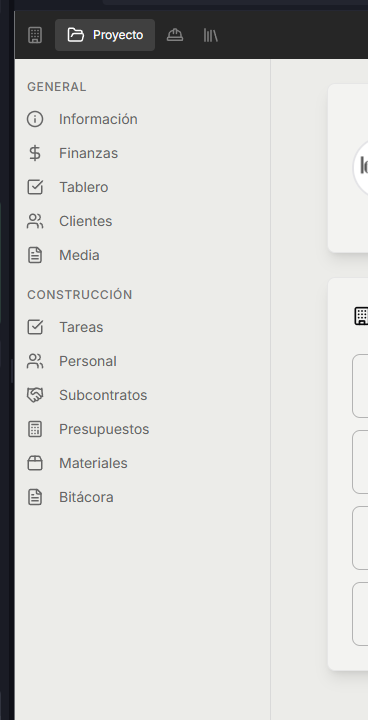 Proyecto
GENERAL
Información
Finanzas
Tablero
Clientes
Media
CONSTRUCCIÓN
Tareas
Personal
Subcontratos
Presupuestos
Materiales
Bitácora